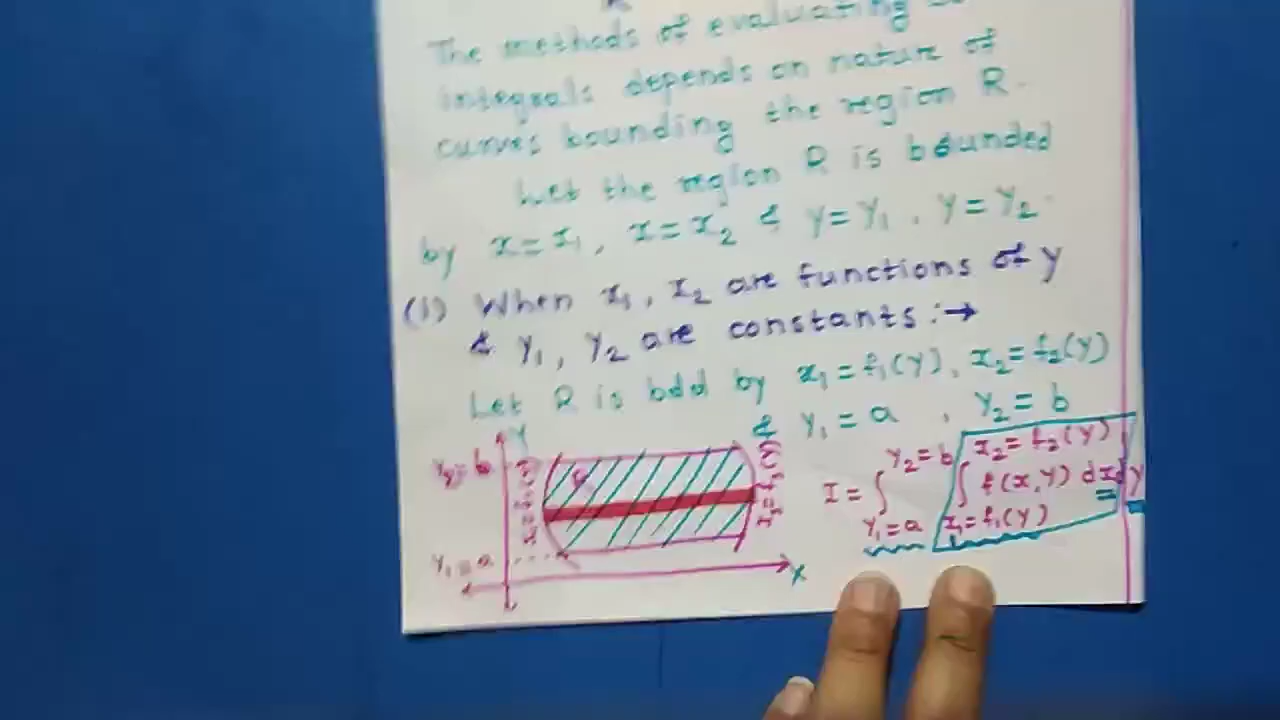 The methods of evaluating
integrals depends on nature of
curves bounding the region R.
Let the region R is bounded
by x = x₁, x = x₂ & y = y₁, y = y₂.
(1) When x₁, x₂ are functions of y
& y₁, y₂ are constants :→
Let R is bdd by x₁ = f₁(y), x₂ = f₂(y)
& y₁ = a , y₂ = b
Y
y₂ = b
y₁ = a
X
I = ∫ y₁=a y₂=b ∫ x₁=f₁(y) x₂=f₂(y) f(x,y) dx dy